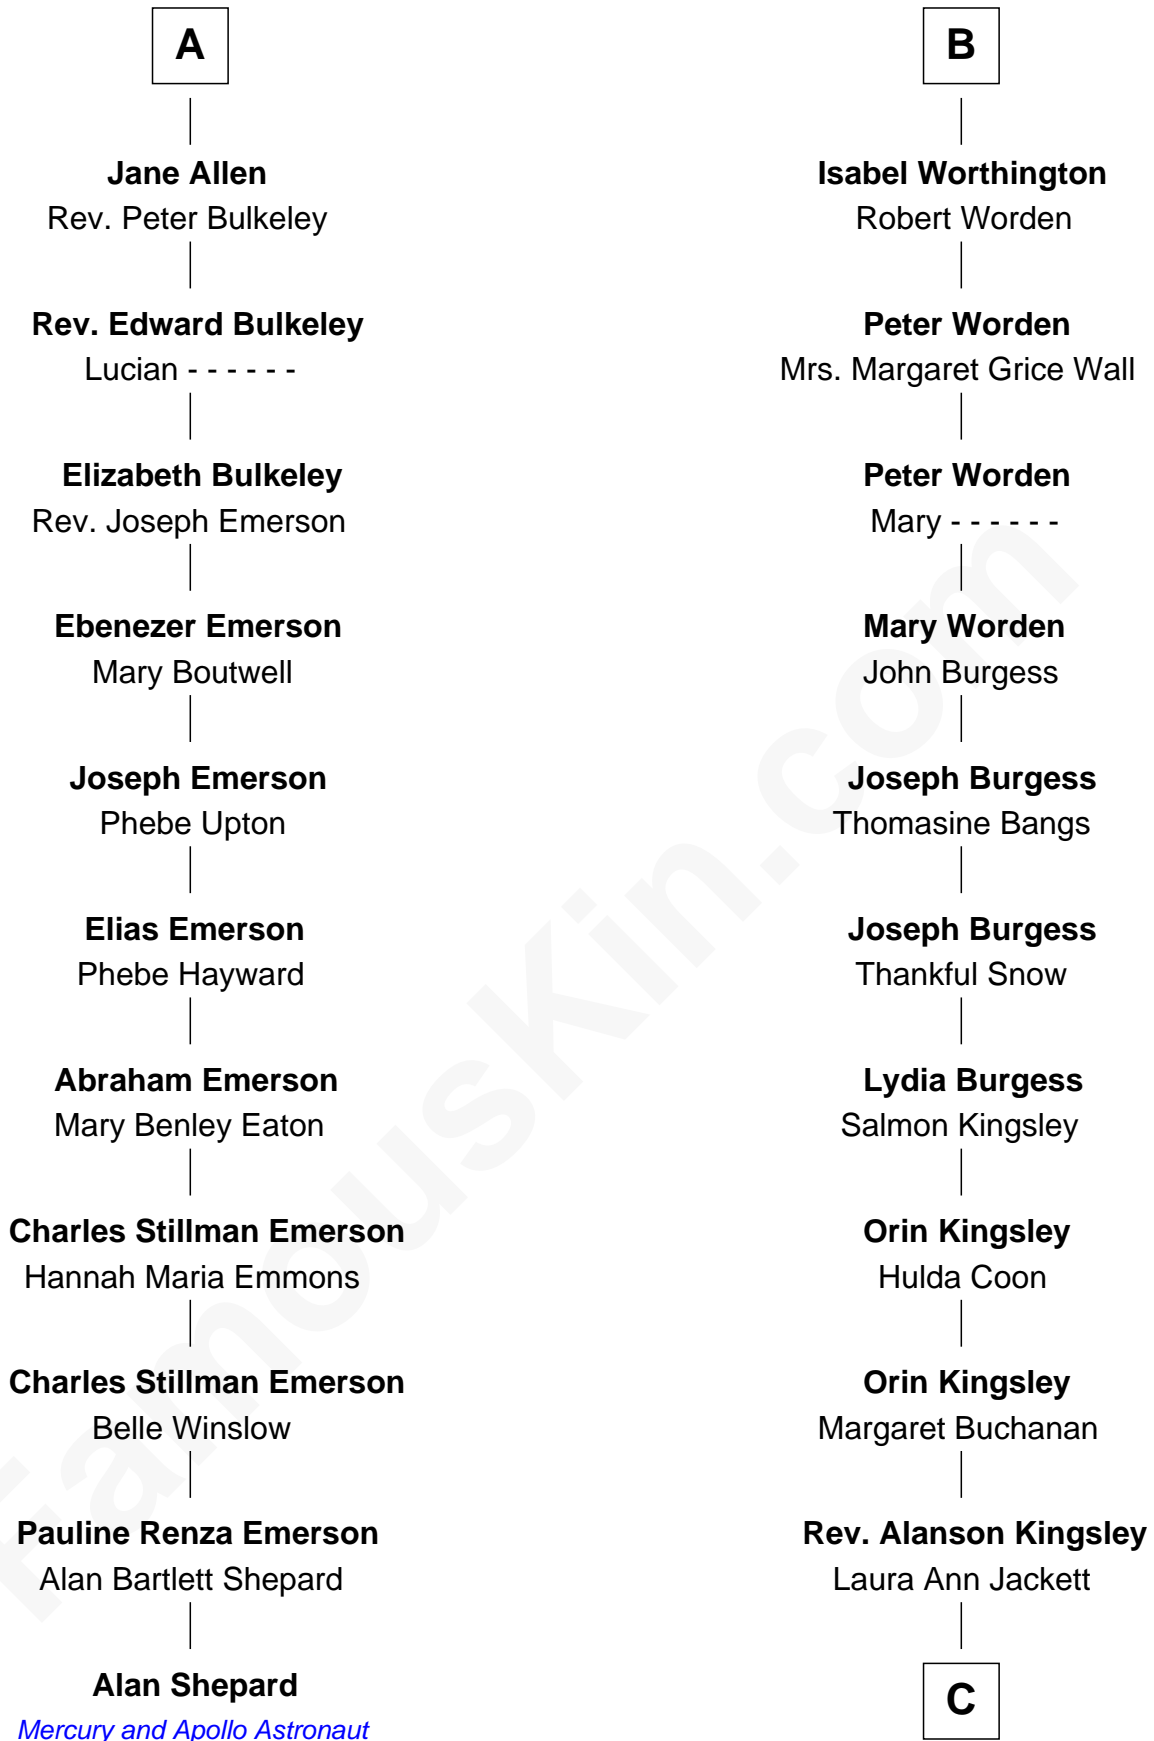 A
Jane Allen
Rev. Peter Bulkeley
Rev. Edward Bulkeley
Lucian - - - - - -
Elizabeth Bulkeley
Rev. Joseph Emerson
Ebenezer Emerson
Mary Boutwell
Joseph Emerson
Phebe Upton
Elias Emerson
Phebe Hayward
Abraham Emerson
Mary Benley Eaton
Charles Stillman Emerson
Hannah Maria Emmons
Charles Stillman Emerson
Belle Winslow
Pauline Renza Emerson
Alan Bartlett Shepard
Alan Shepard
Mercury and Apollo Astronaut
B
Isabel Worthington
Robert Worden
Peter Worden
Mrs. Margaret Grice Wall
Peter Worden
Mary - - - - - -
Mary Worden
John Burgess
Joseph Burgess
Thomasine Bangs
Joseph Burgess
Thankful Snow
Lydia Burgess
Salmon Kingsley
Orin Kingsley
Hulda Coon
Orin Kingsley
Margaret Buchanan
Rev. Alanson Kingsley
Laura Ann Jackett
C
FamousKin.com